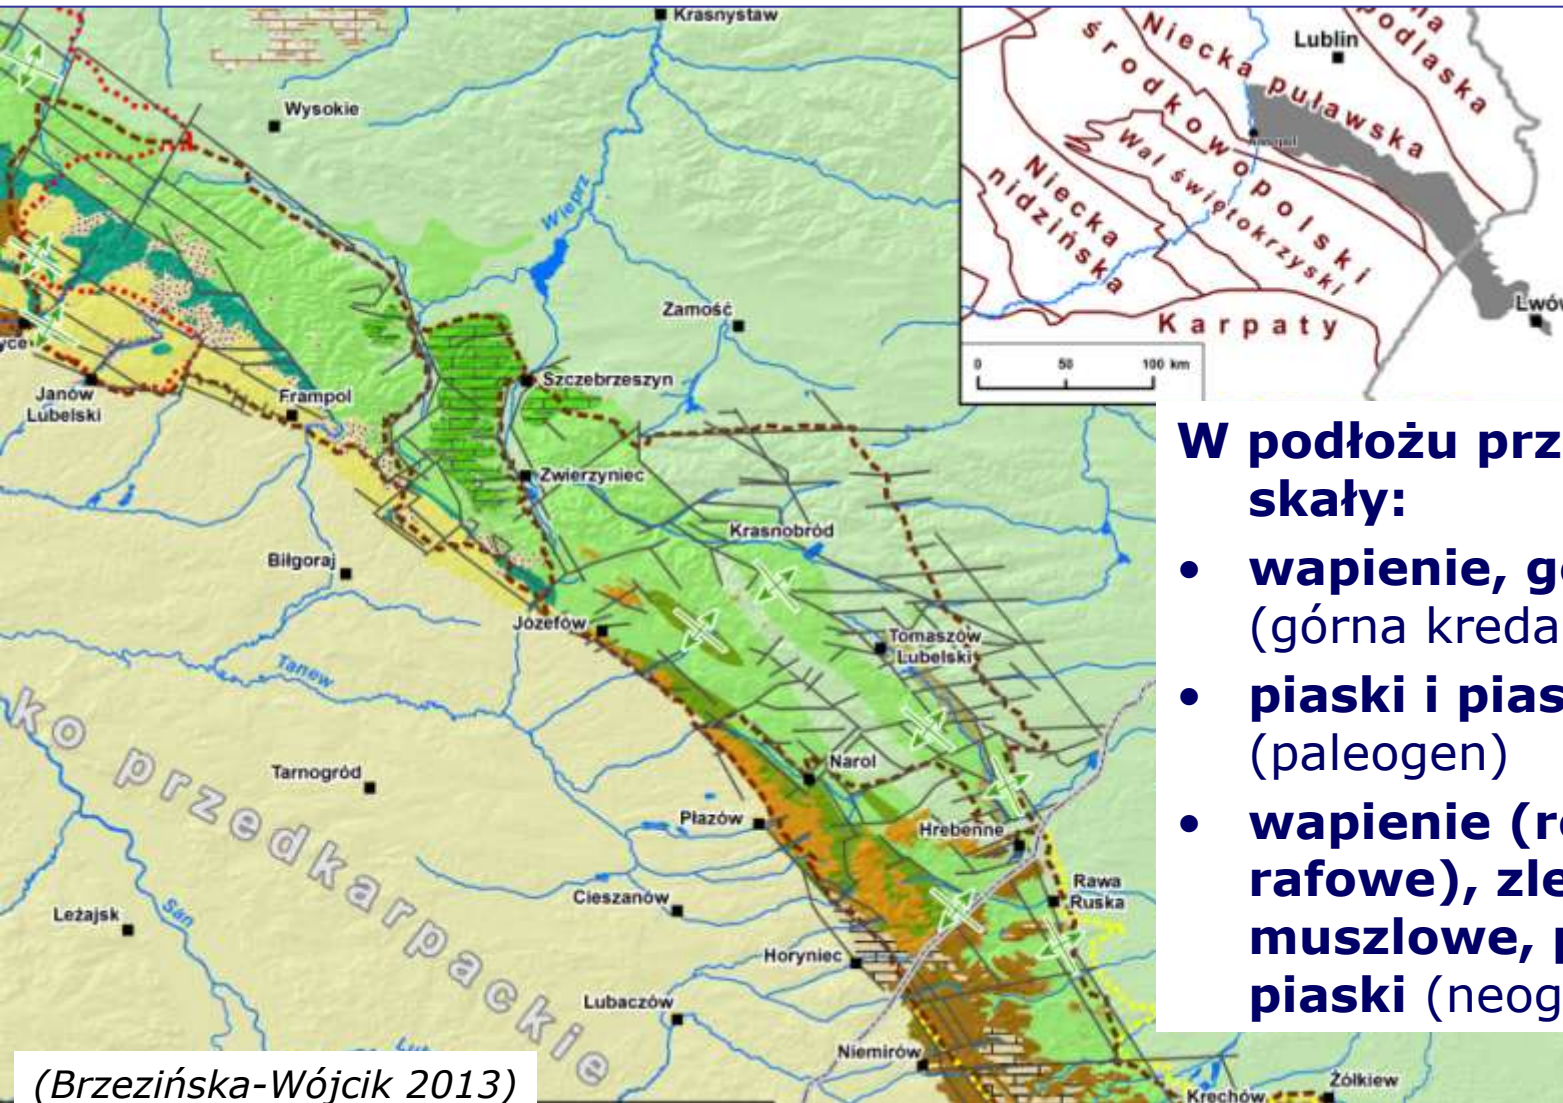 Krasnystaw
Wysokie
Wieprz
Zamość
Szczebrzeszyn
Janów
Lubelski
Frampol
Zwierzyniec
Krasnobród
Biłgoraj
Józefów
Tomaszów
Lubelski
Tanew
Tarnogród
Narol
Płazów
Hrebenne
Cieszanów
Rawa
Ruska
Leżajsk
San
Horyniec
Lubaczów
Niemirów
Krechów
Żółkiew
ko przedkarpackie
(Brzezińska-Wójcik 2013)
Lublin
podlaska
Niecka puławska
środkowopolski
Annopol
Wał świętokrzyski
Niecka
nidzińska
Karpaty
Lwów
0 50 100 km
W podłożu prz
skały:
• wapienie, g
(górna kreda
• piaski i pias
(paleogen)
• wapienie (r
rafowe), zle
muszlowe, p
piaski (neog